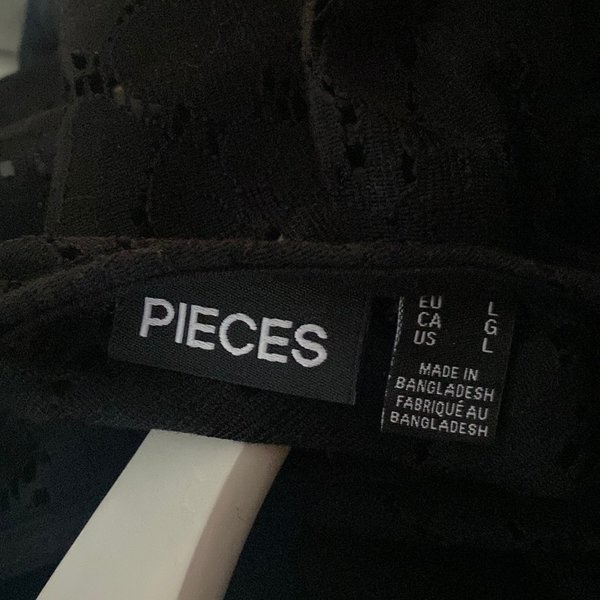 PIECES
EU L
CA G
US L
MADE IN
BANGLADESH
FABRIQUÉ AU
BANGLADESH